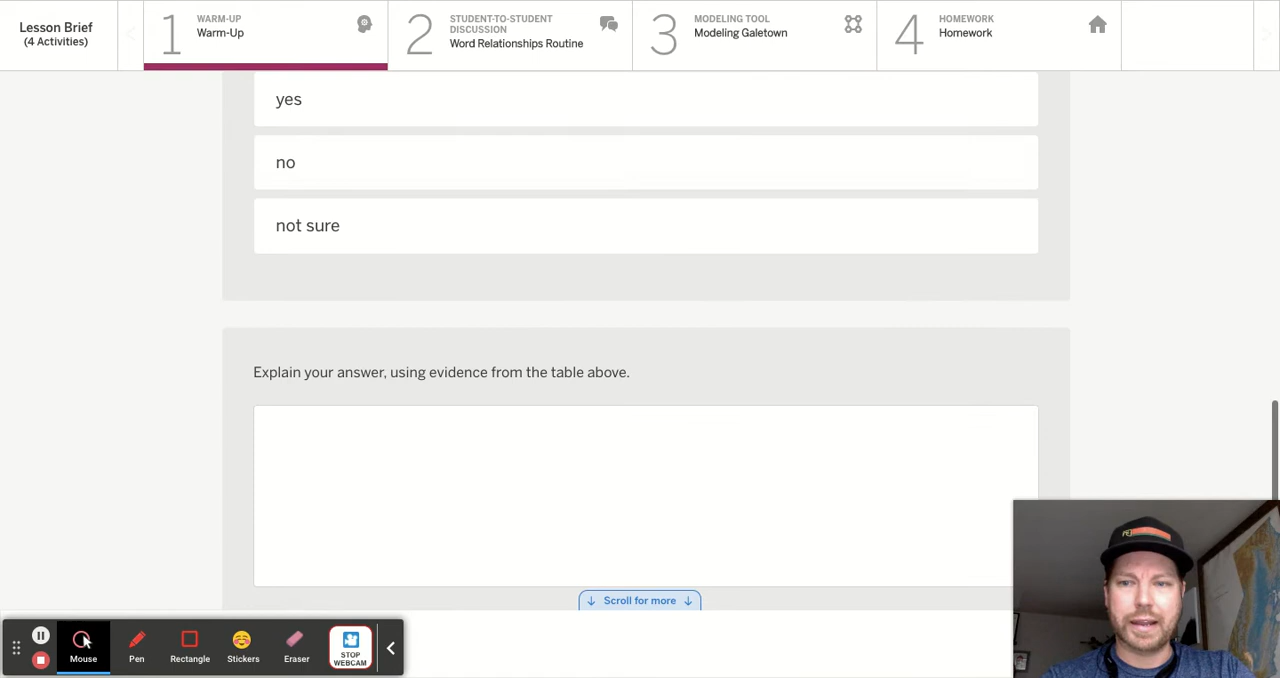 Lesson Brief
(4 Activities)
1
WARM-UP
Warm-Up
2
STUDENT-TO-STUDENT
DISCUSSION
Word Relationships Routine
3
MODELING TOOL
Modeling Galetown
4
HOMEWORK
Homework
yes
no
not sure
Explain your answer, using evidence from the table above.
↓ Scroll for more ↓
Mouse
Pen
Rectangle
Stickers
Eraser
STOP
WEBCAM